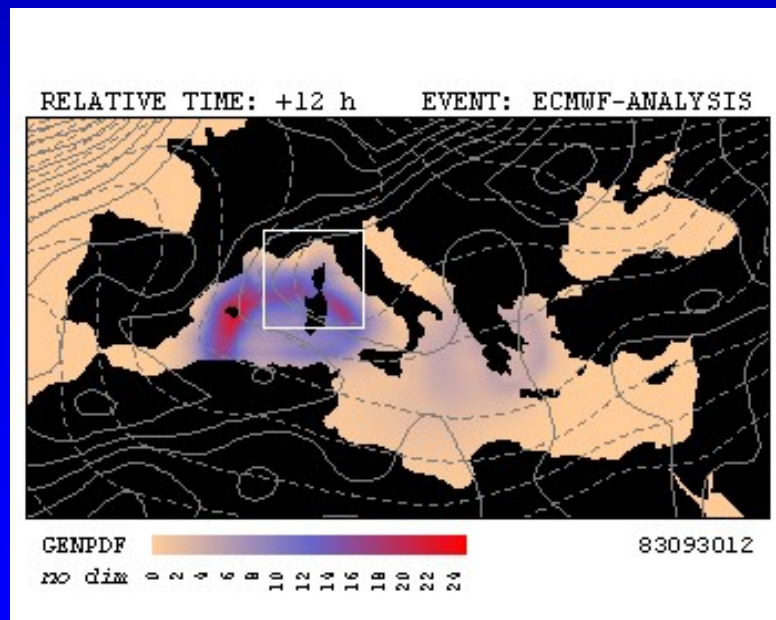 RELATIVE TIME: +12 h EVENT: ECMWF-ANALYSIS
GENPDF 83093012
no dim 0 2 4 6 8 10 12 14 16 18 20 22 24